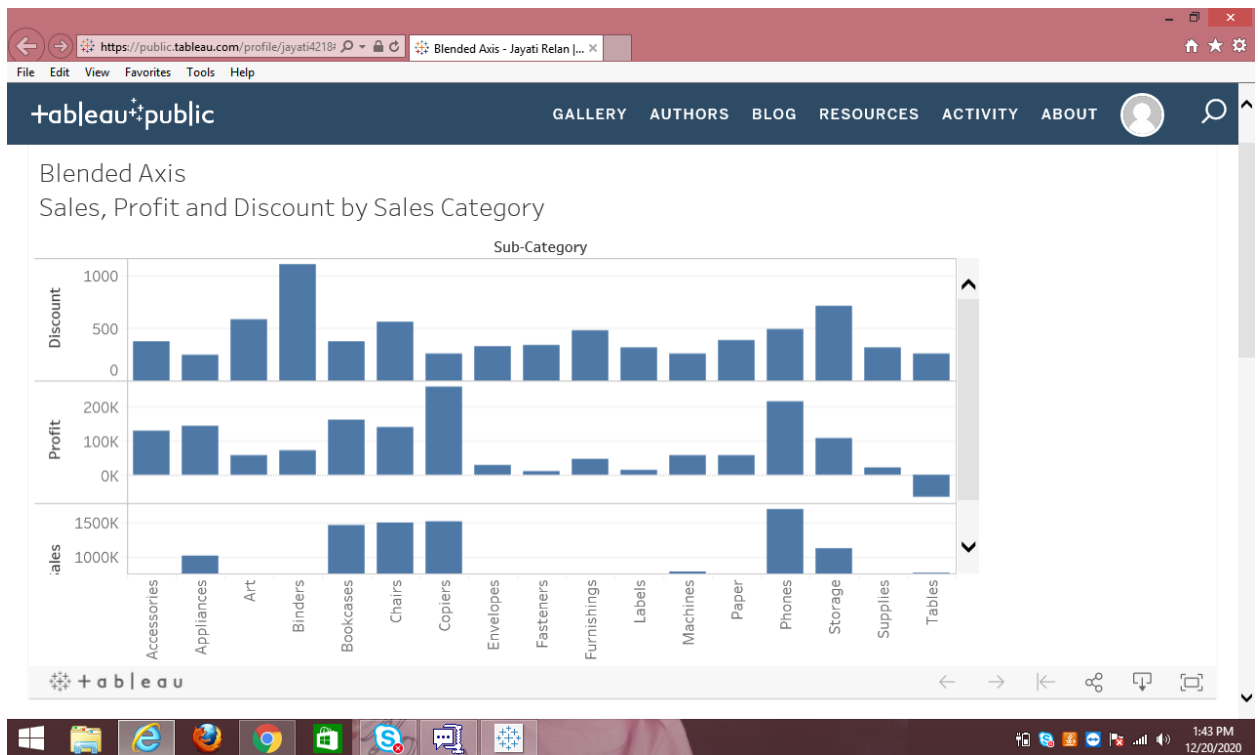 https://public.tableau.com/profile/jayati4218
Blended Axis - Jayati Relan |...
File Edit View Favorites Tools Help
+ableau public
GALLERY AUTHORS BLOG RESOURCES ACTIVITY ABOUT
Blended Axis
Sales, Profit and Discount by Sales Category
Sub-Category
Discount
1000
500
0
Profit
200K
100K
0K
ales
1500K
1000K
Accessories
Appliances
Art
Binders
Bookcases
Chairs
Copiers
Envelopes
Fasteners
Furnishings
Labels
Machines
Paper
Phones
Storage
Supplies
Tables
+ableau
1:43 PM
12/20/2020